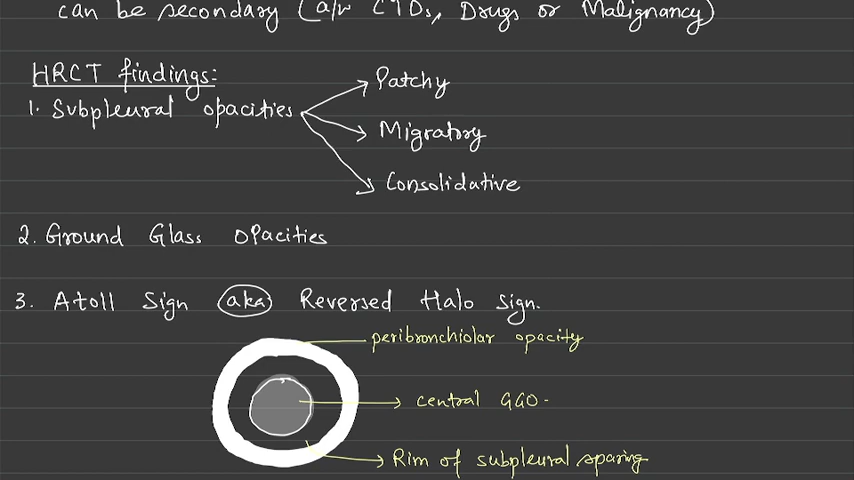 can be secondary (a/w CTDs, Drugs or Malignancy)
HRCT findings:
1. Subpleural opacities
Patchy
Migratory
Consolidative
2. Ground Glass Opacities
3. Atoll Sign aka Reversed Halo Sign.
peribronchiolar opacity
central GGO
Rim of subpleural sparing